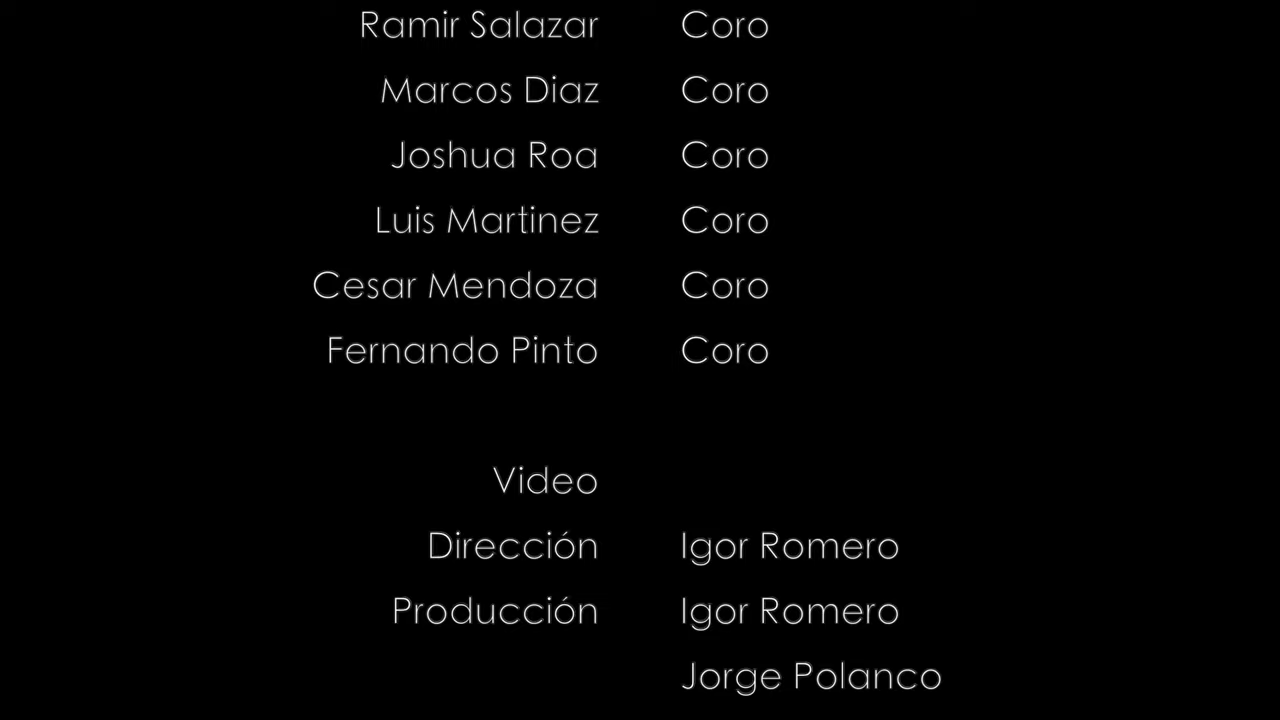 Ramir Salazar Coro
Marcos Diaz Coro
Joshua Roa Coro
Luis Martinez Coro
Cesar Mendoza Coro
Fernando Pinto Coro
Video
Dirección Igor Romero
Producción Igor Romero
Jorge Polanco